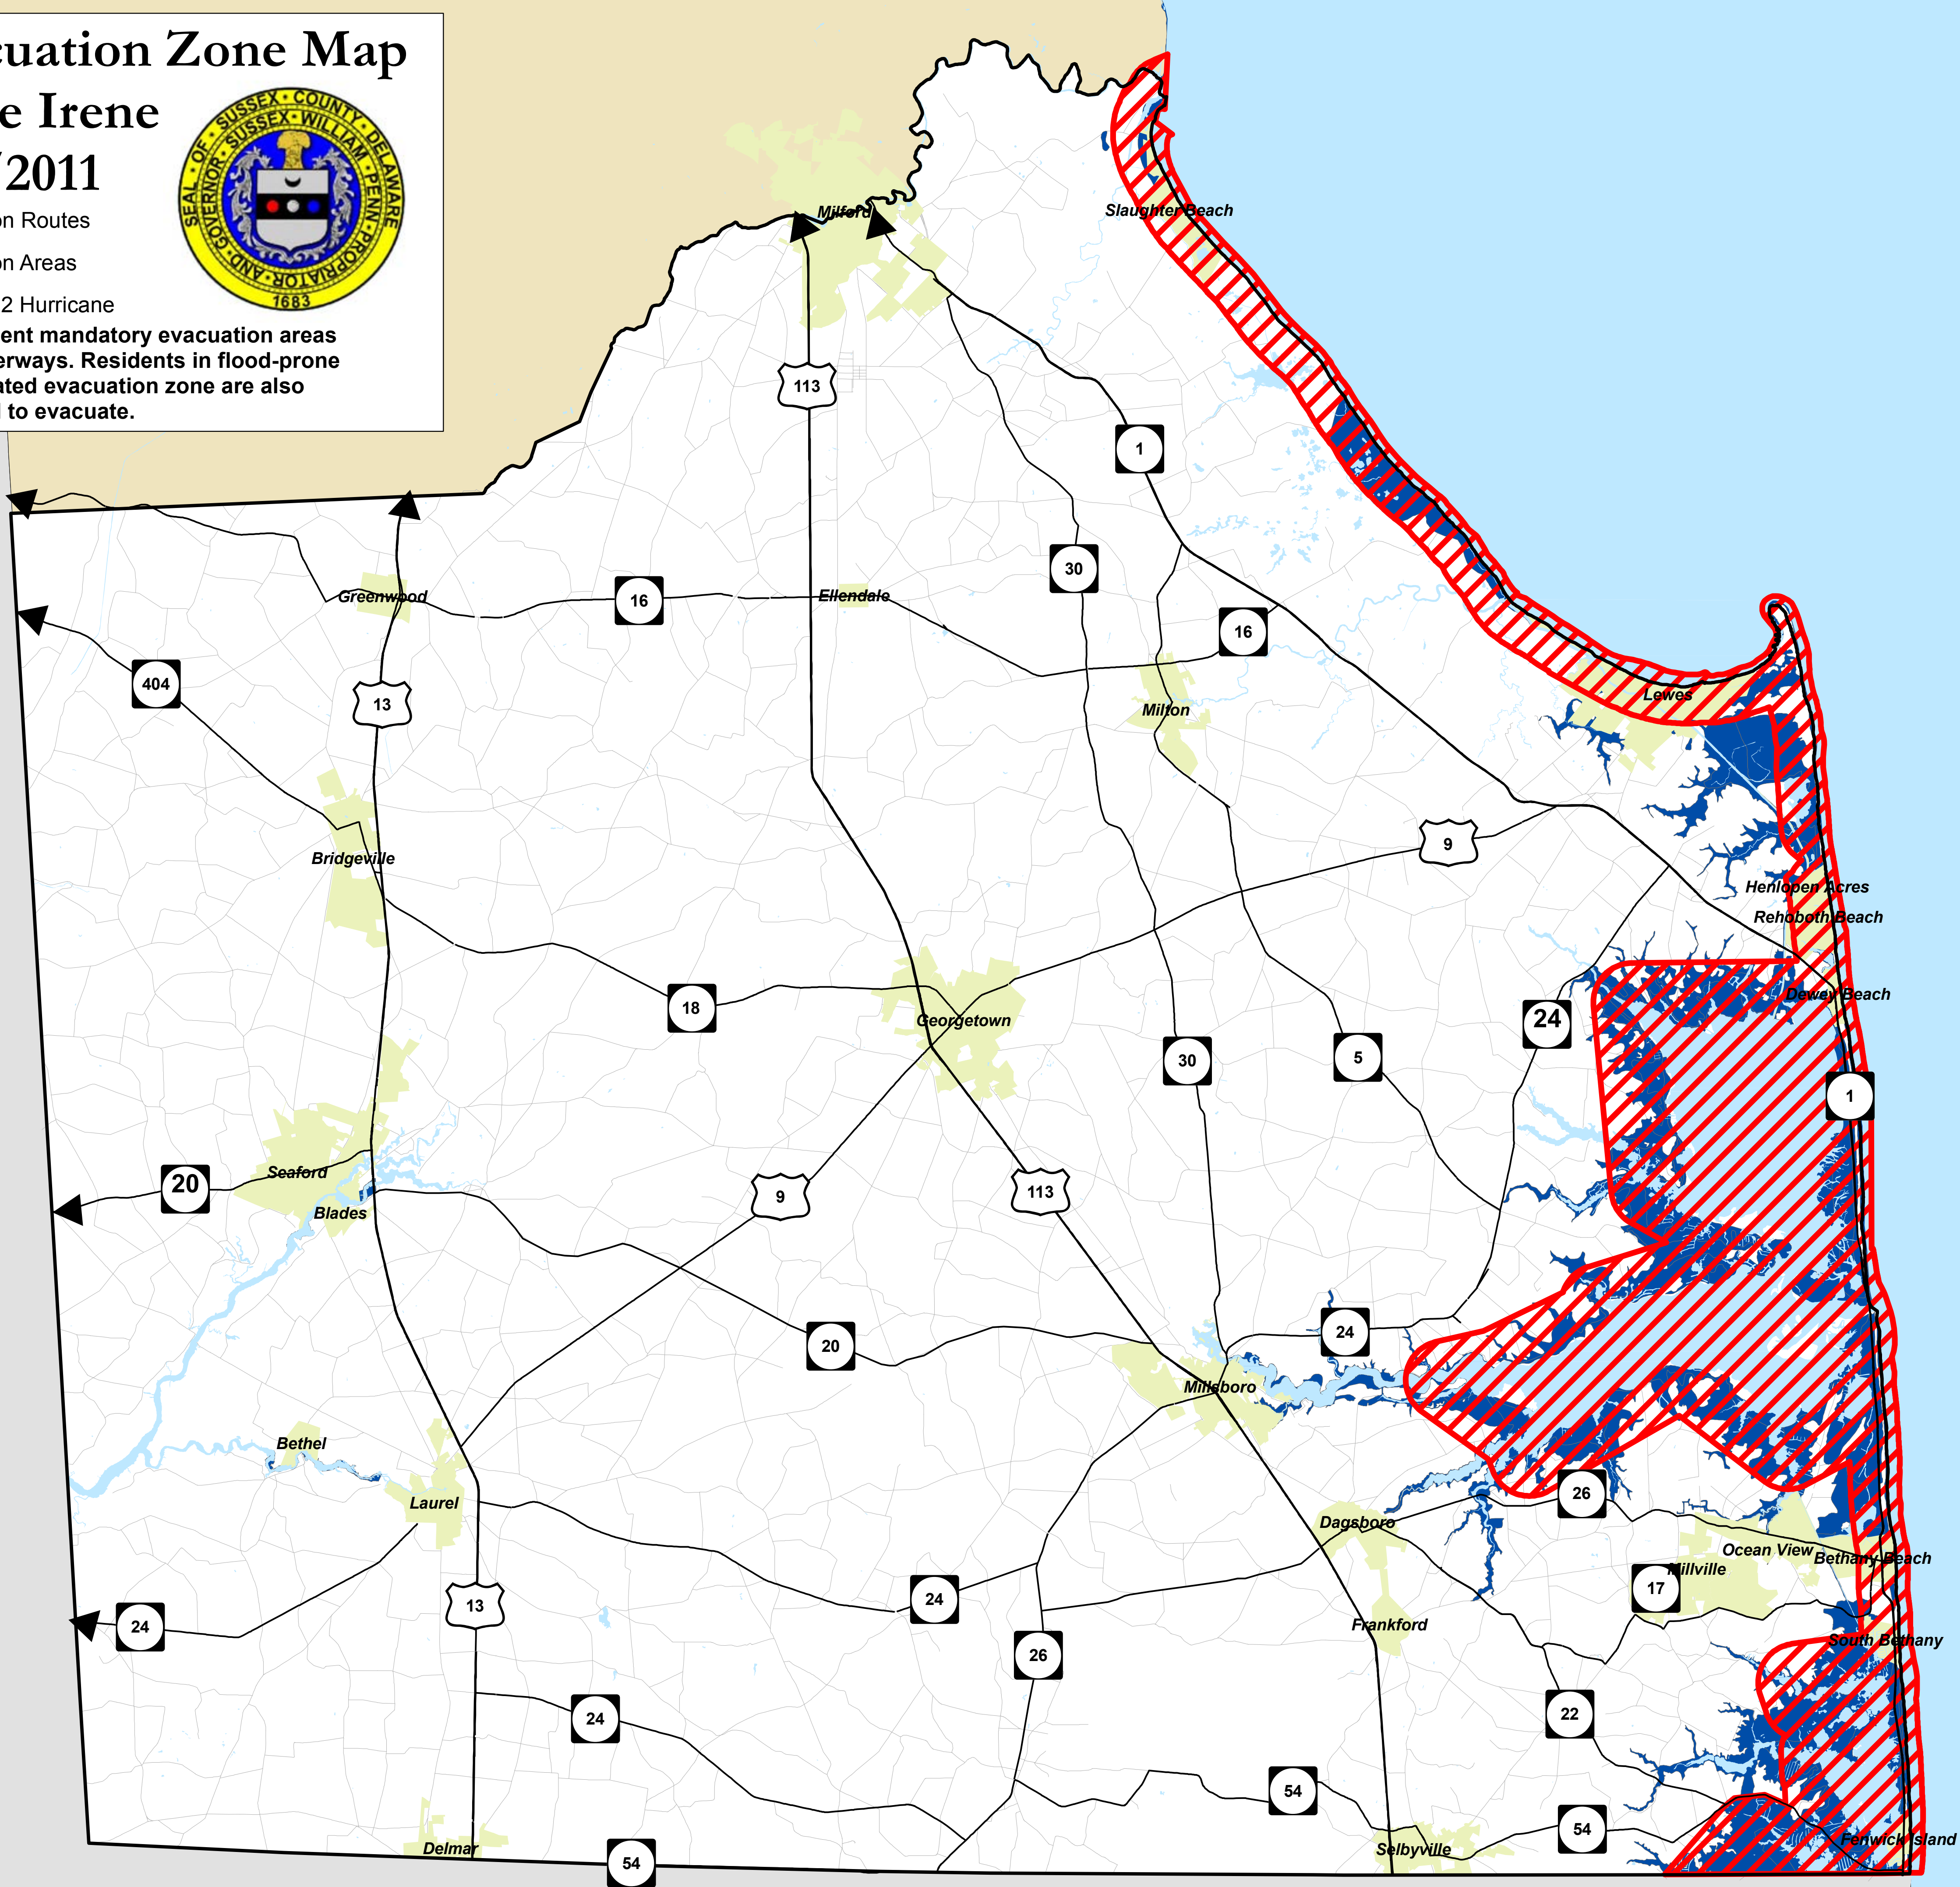 cuation Zone Map
e Irene
/2011
on Routes
on Areas
2 Hurricane
ent mandatory evacuation areas
erways. Residents in flood-prone
ated evacuation zone are also
l to evacuate.
SEAL · OF · SUSSEX · COUNTY · DELAWARE
AND · GOVERNOR · SUSSEX · WILLIAM · PENN · PROPRIATOR
1683
Milford
Slaughter Beach
113
1
30
Greenwood
16
Ellendale
16
404
13
Milton
Lewes
9
Bridgeville
Henlopen Acres
Rehoboth Beach
Dewey Beach
18
Georgetown
24
30
5
1
Seaford
20
Blades
9
113
24
20
Millsboro
Bethel
Laurel
26
Dagsboro
Ocean View
Bethany Beach
Millville
17
24
13
24
Frankford
South Bethany
26
24
22
54
54
Delmar
54
Selbyville
Fenwick Island